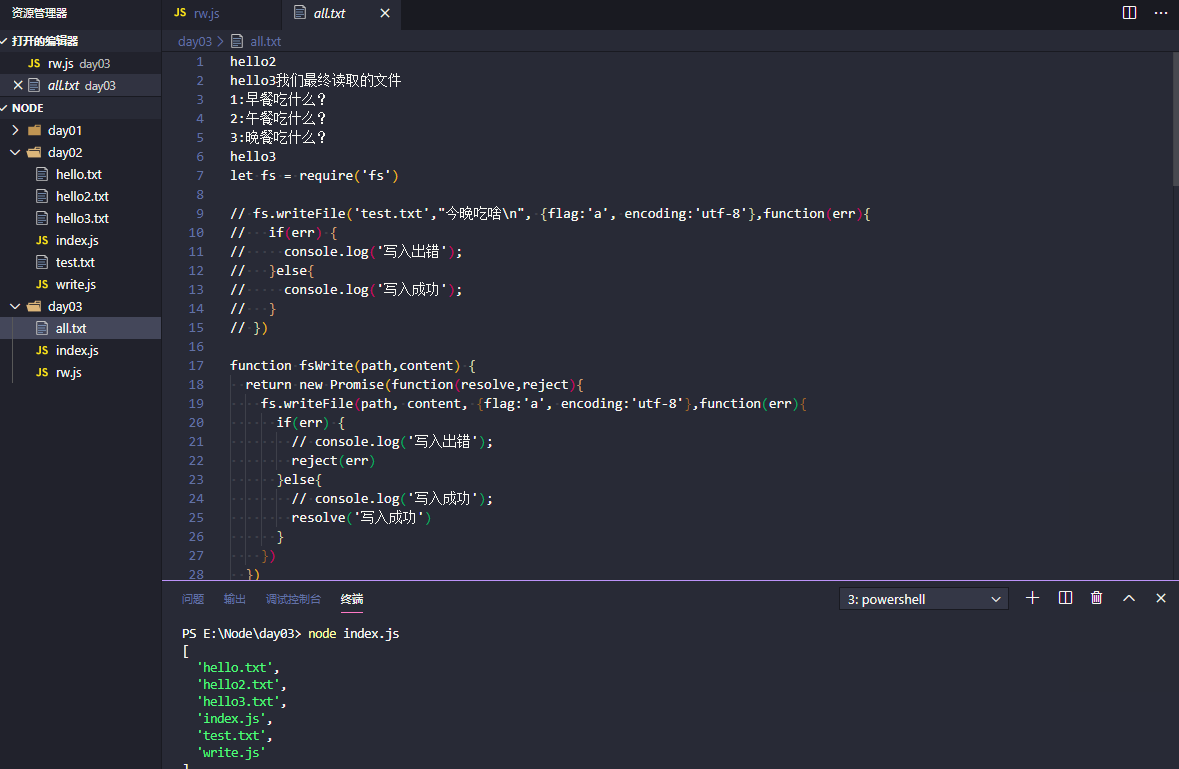 资源管理器
打开的编辑器
JS rw.js day03
all.txt day03
NODE
day01
day02
hello.txt
hello2.txt
hello3.txt
JS index.js
test.txt
JS write.js
day03
all.txt
JS index.js
JS rw.js
JS rw.js all.txt
day03 > all.txt
1 hello2
2 hello3我们最终读取的文件
3 1:早餐吃什么?
4 2:午餐吃什么?
5 3:晚餐吃什么?
6 hello3
7 let fs = require('fs')
8
9 // fs.writeFile('test.txt',"今晚吃啥\n", {flag:'a', encoding:'utf-8'},function(err){
10 //   if(err) {
11 //     console.log('写入出错');
12 //   }else{
13 //     console.log('写入成功');
14 //   }
15 // })
16
17 function fsWrite(path,content) {
18   return new Promise(function(resolve,reject){
19     fs.writeFile(path, content, {flag:'a', encoding:'utf-8'},function(err){
20       if(err) {
21         // console.log('写入出错');
22         reject(err)
23       }else{
24         // console.log('写入成功');
25         resolve('写入成功')
26       }
27     })
28   })
问题 输出 调试控制台 终端 3: powershell
PS E:\Node\day03> node index.js
[
  'hello.txt',
  'hello2.txt',
  'hello3.txt',
  'index.js',
  'test.txt',
  'write.js'
]